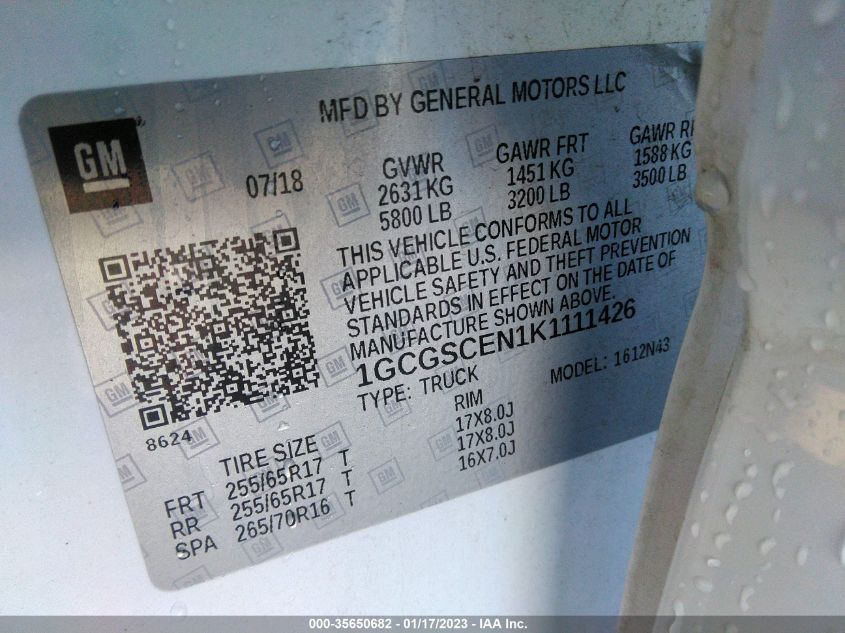 MFD BY GENERAL MOTORS LLC
GM
07/18
GVWR
2631 KG
5800 LB
GAWR FRT
1451 KG
3200 LB
GAWR
1588 KG
3500 LB
THIS VEHICLE CONFORMS TO ALL
APPLICABLE U.S. FEDERAL MOTOR
VEHICLE SAFETY AND THEFT PREVENTION
STANDARDS IN EFFECT ON THE DATE OF
MANUFACTURE SHOWN ABOVE.
1GCGSCEN1K1111426
TYPE: TRUCK
MODEL: 1612N43
8624
TIRE SIZE RIM
FRT 255/65R17 T 17X8.0J
RR 255/65R17 T 17X8.0J
SPA 265/70R16 T 16X7.0J
000-35650682 - 01/17/2023 - IAA Inc.